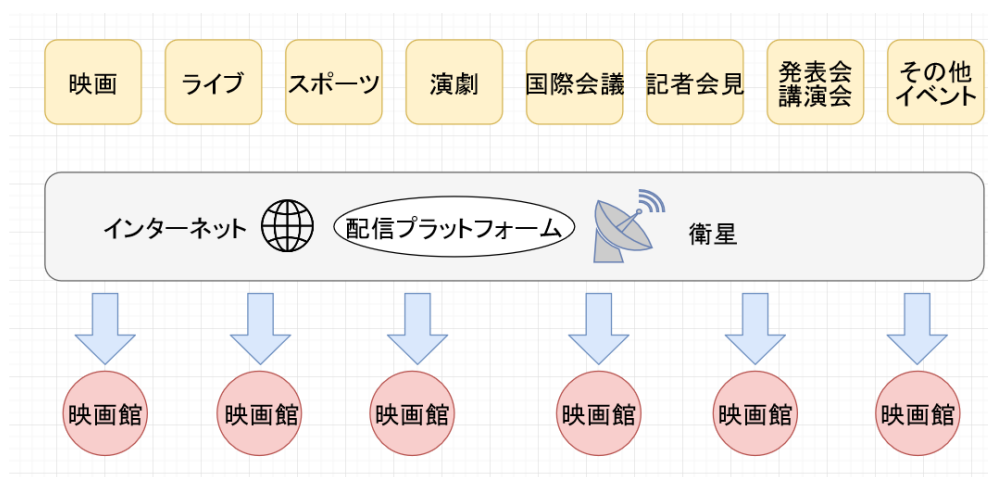 映画
ライブ
スポーツ
演劇
国際会議
記者会見
発表会
講演会
その他
イベント
インターネット
配信プラットフォーム
衛星
映画館
映画館
映画館
映画館
映画館
映画館